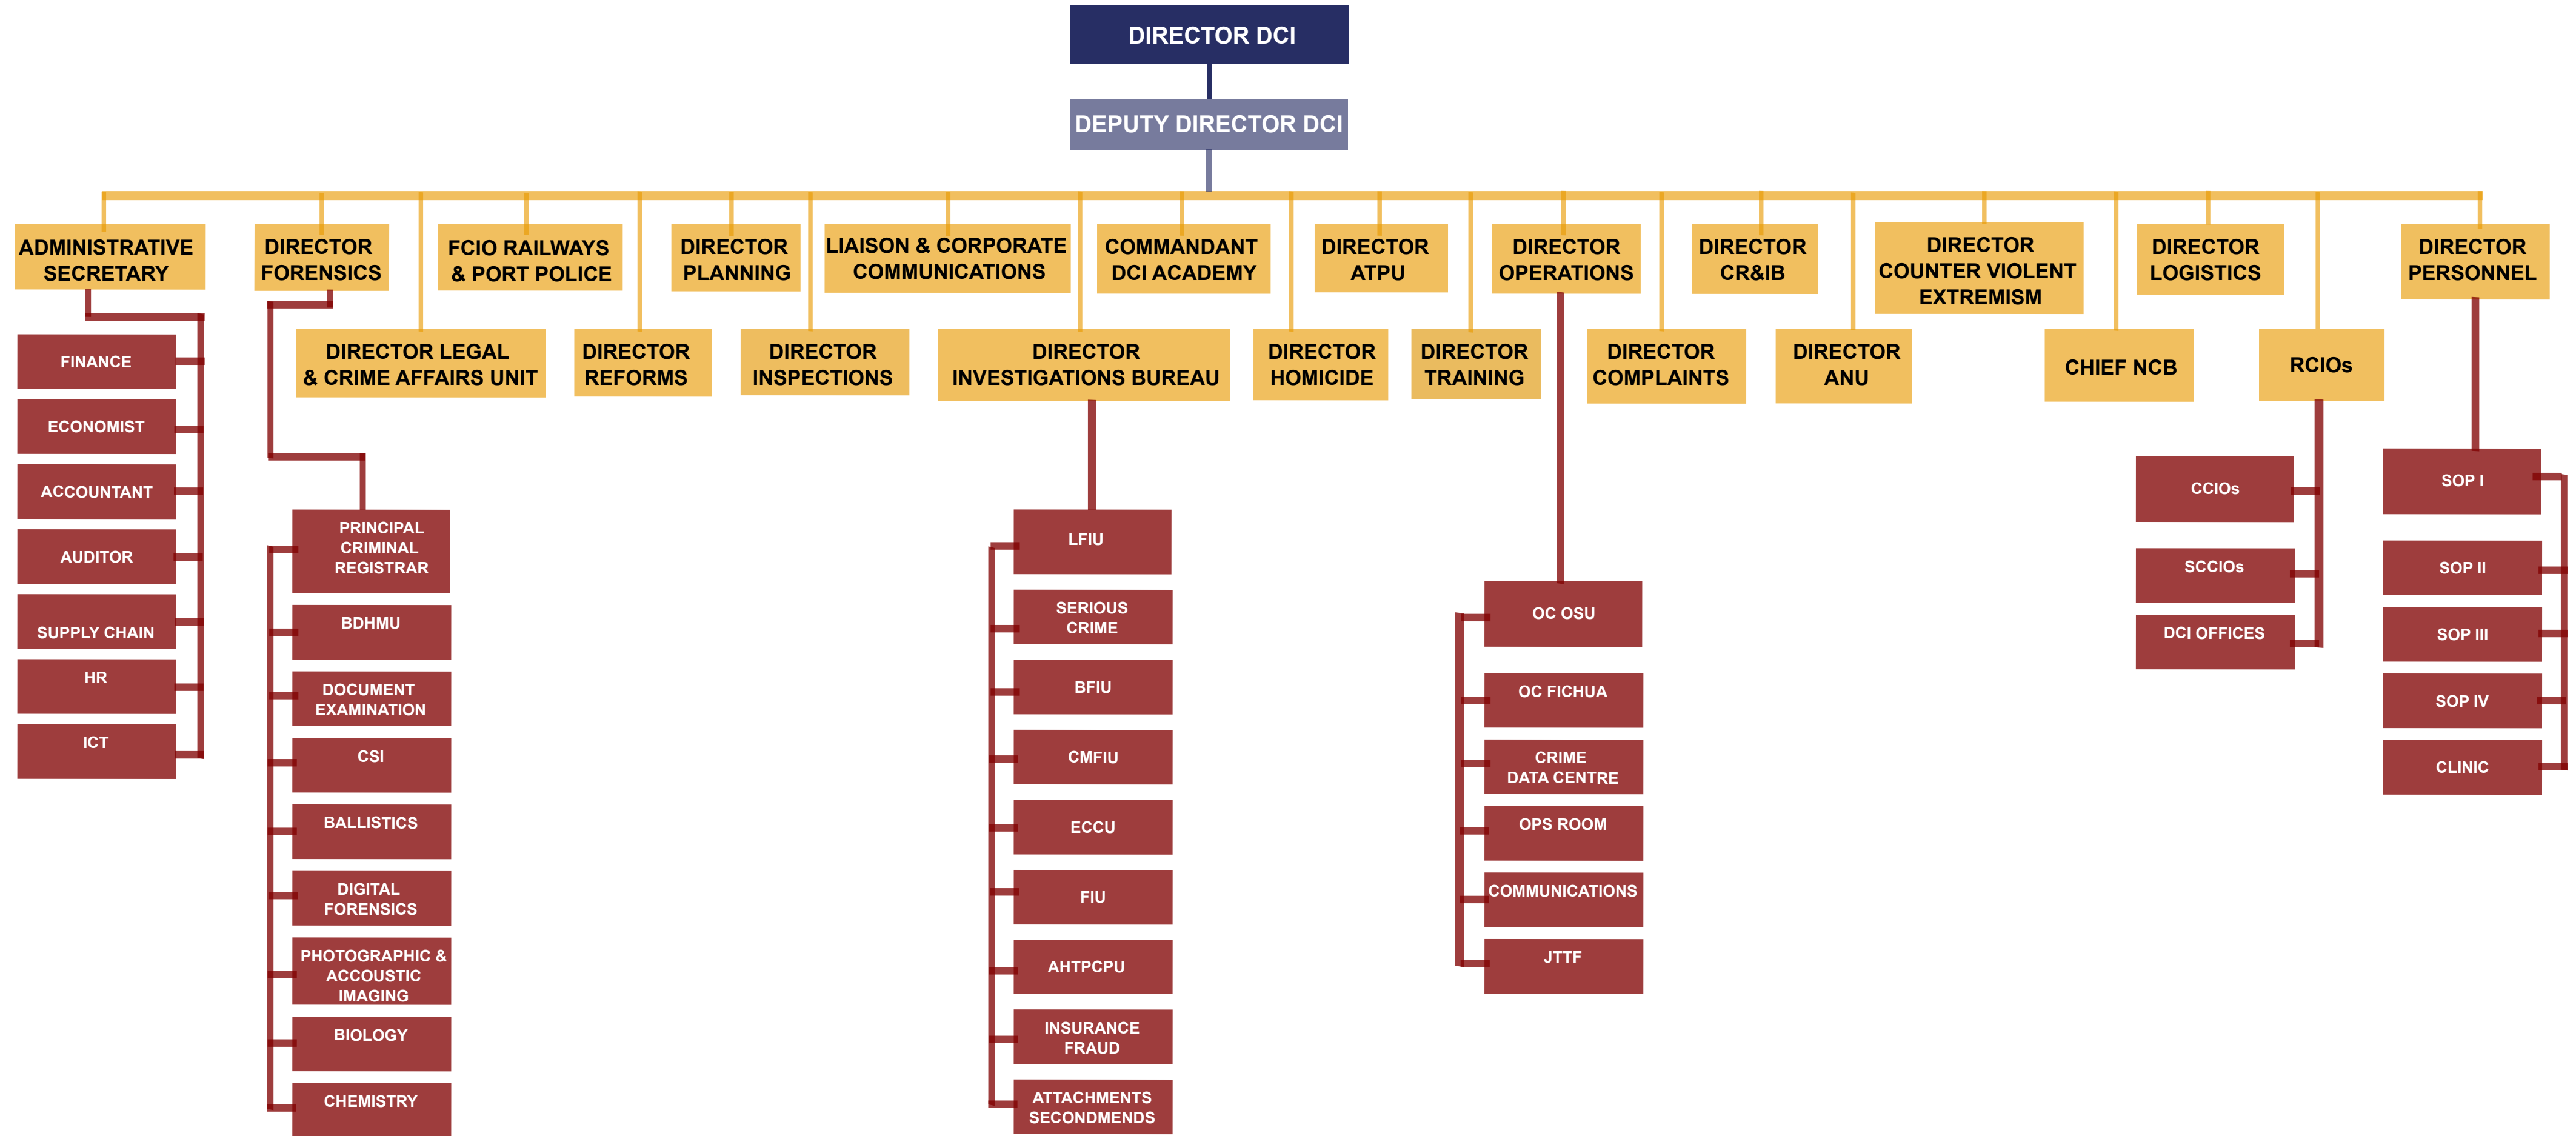 DIRECTOR DCI
DEPUTY DIRECTOR DCI
ADMINISTRATIVE
SECRETARY
DIRECTOR
FORENSICS
FCIO RAILWAYS
& PORT POLICE
DIRECTOR
PLANNING
LIAISON & CORPORATE
COMMUNICATIONS
COMMANDANT
DCI ACADEMY
DIRECTOR
ATPU
DIRECTOR
OPERATIONS
DIRECTOR
CR&IB
DIRECTOR
COUNTER VIOLENT
EXTREMISM
DIRECTOR
LOGISTICS
DIRECTOR
PERSONNEL
DIRECTOR LEGAL
& CRIME AFFAIRS UNIT
DIRECTOR
REFORMS
DIRECTOR
INSPECTIONS
DIRECTOR
INVESTIGATIONS BUREAU
DIRECTOR
HOMICIDE
DIRECTOR
TRAINING
DIRECTOR
COMPLAINTS
DIRECTOR
ANU
CHIEF NCB
RCIOs
FINANCE
ECONOMIST
ACCOUNTANT
AUDITOR
SUPPLY CHAIN
HR
ICT
PRINCIPAL
CRIMINAL
REGISTRAR
BDHMU
DOCUMENT
EXAMINATION
CSI
BALLISTICS
DIGITAL
FORENSICS
PHOTOGRAPHIC &
ACCOUSTIC
IMAGING
BIOLOGY
CHEMISTRY
LFIU
SERIOUS
CRIME
BFIU
CMFIU
ECCU
FIU
AHTPCPU
INSURANCE
FRAUD
ATTACHMENTS
SECONDMENDS
OC OSU
OC FICHUA
CRIME
DATA CENTRE
OPS ROOM
COMMUNICATIONS
JTTF
CCIOs
SCCIOs
DCI OFFICES
SOP I
SOP II
SOP III
SOP IV
CLINIC